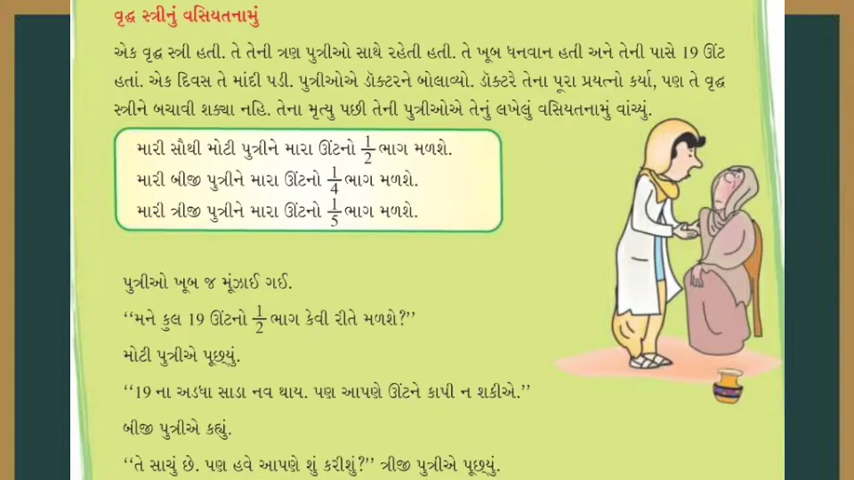 વૃદ્ધ સ્ત્રીનું વસિયતનામું
એક વૃદ્ધ સ્ત્રી હતી. તે તેની ત્રણ પુત્રીઓ સાથે રહેતી હતી. તે ખૂબ ધનવાન હતી અને તેની પાસે 19 ઊંટ
હતાં. એક દિવસ તે માંદી પડી. પુત્રીઓએ ડૉક્ટરને બોલાવ્યો. ડૉક્ટરે તેના પૂરા પ્રયત્નો કર્યા, પણ તે વૃદ્ધ
સ્ત્રીને બચાવી શક્યા નહિ. તેના મૃત્યુ પછી તેની પુત્રીઓએ તેનું લખેલું વસિયતનામું વાંચ્યું.
મારી સૌથી મોટી પુત્રીને મારા ઊંટનો 1/2 ભાગ મળશે.
મારી બીજી પુત્રીને મારા ઊંટનો 1/4 ભાગ મળશે.
મારી ત્રીજી પુત્રીને મારા ઊંટનો 1/5 ભાગ મળશે.
પુત્રીઓ ખૂબ જ મૂંઝાઈ ગઈ.
“મને કુલ 19 ઊંટનો 1/2 ભાગ કેવી રીતે મળશે?”
મોટી પુત્રીએ પૂછ્યું.
“19 ના અડધા સાડા નવ થાય. પણ આપણે ઊંટને કાપી ન શકીએ.”
બીજી પુત્રીએ કહ્યું.
“તે સાચું છે. પણ હવે આપણે શું કરીશું?” ત્રીજી પુત્રીએ પૂછ્યું.